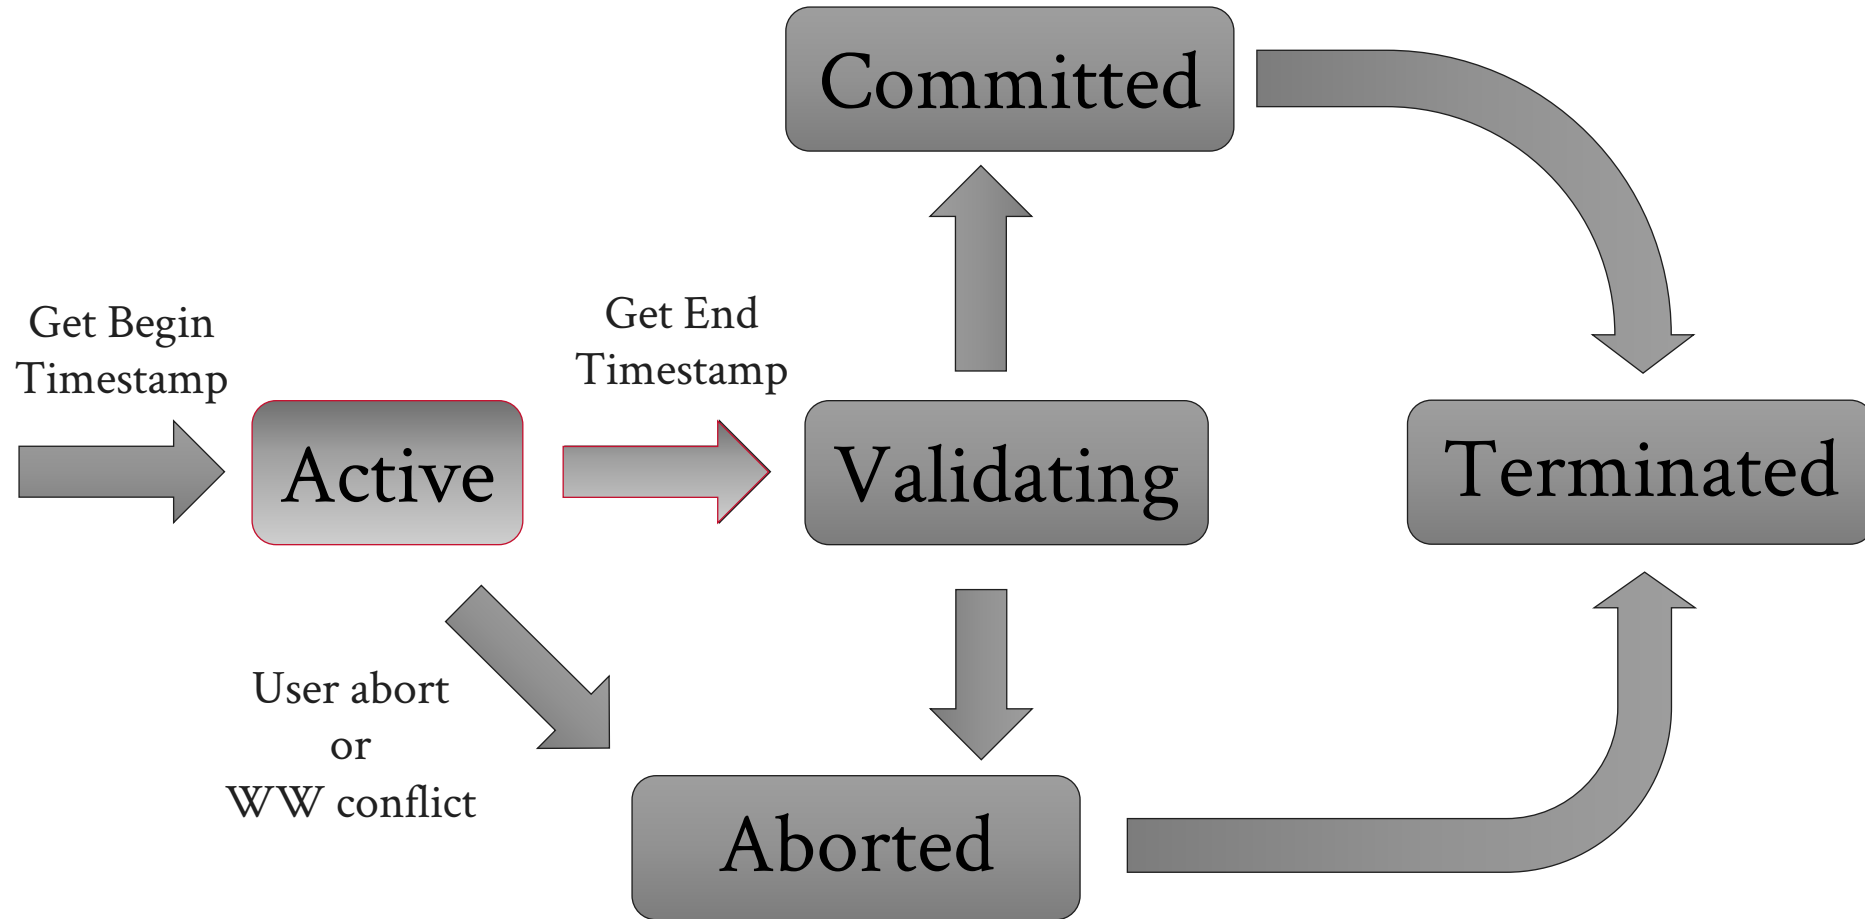 Committed
Get Begin
Timestamp
Get End
Timestamp
Active
Validating
Terminated
User abort
or
WW conflict
Aborted